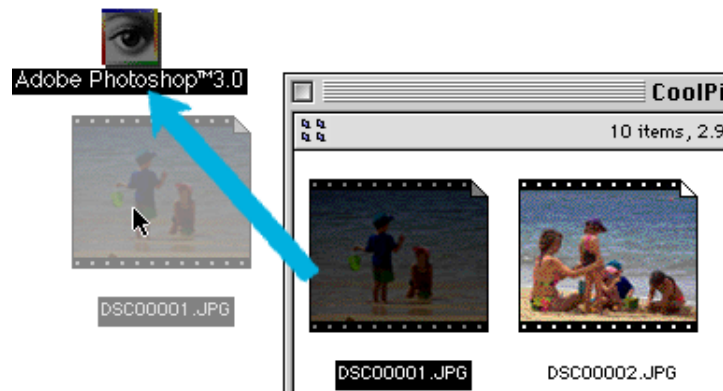 Adobe Photoshop™3.0
CoolPi
10 items, 2.9
DSC00001.JPG
DSC00001.JPG
DSC00002.JPG